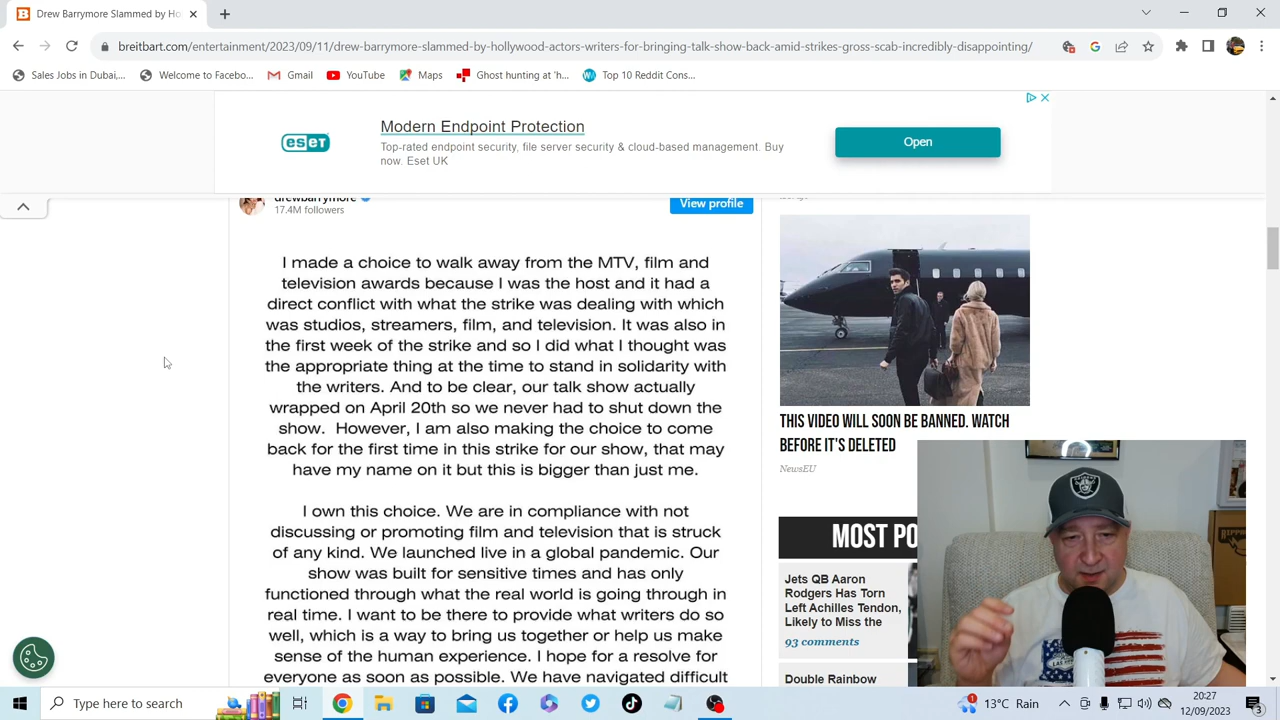 Drew Barrymore Slammed by Ho
breitbart.com/entertainment/2023/09/11/drew-barrymore-slammed-by-hollywood-actors-writers-for-bringing-talk-show-back-amid-strikes-gross-scab-incredibly-disappointing/
Sales Jobs in Dubai,...
Welcome to Facebo...
Gmail
YouTube
Maps
Ghost hunting at 'h...
Top 10 Reddit Cons...
eset
Modern Endpoint Protection
Top-rated endpoint security, file server security & cloud-based management. Buy
now. Eset UK
Open
drewbarrymore
17.4M followers
View profile
I made a choice to walk away from the MTV, film and
television awards because I was the host and it had a
direct conflict with what the strike was dealing with which
was studios, streamers, film, and television. It was also in
the first week of the strike and so I did what I thought was
the appropriate thing at the time to stand in solidarity with
the writers. And to be clear, our talk show actually
wrapped on April 20th so we never had to shut down the
show. However, I am also making the choice to come
back for the first time in this strike for our show, that may
have my name on it but this is bigger than just me.
I own this choice. We are in compliance with not
discussing or promoting film and television that is struck
of any kind. We launched live in a global pandemic. Our
show was built for sensitive times and has only
functioned through what the real world is going through in
real time. I want to be there to provide what writers do so
well, which is a way to bring us together or help us make
sense of the human experience. I hope for a resolve for
everyone as soon as possible. We have navigated difficult
THIS VIDEO WILL SOON BE BANNED. WATCH
BEFORE IT'S DELETED
NewsEU
MOST PO
Jets QB Aaron
Rodgers Has Torn
Left Achilles Tendon,
Likely to Miss the
93 comments
Double Rainbow
RAIDERS
Type here to search
1
13°C Rain
20:27
12/09/2023
3